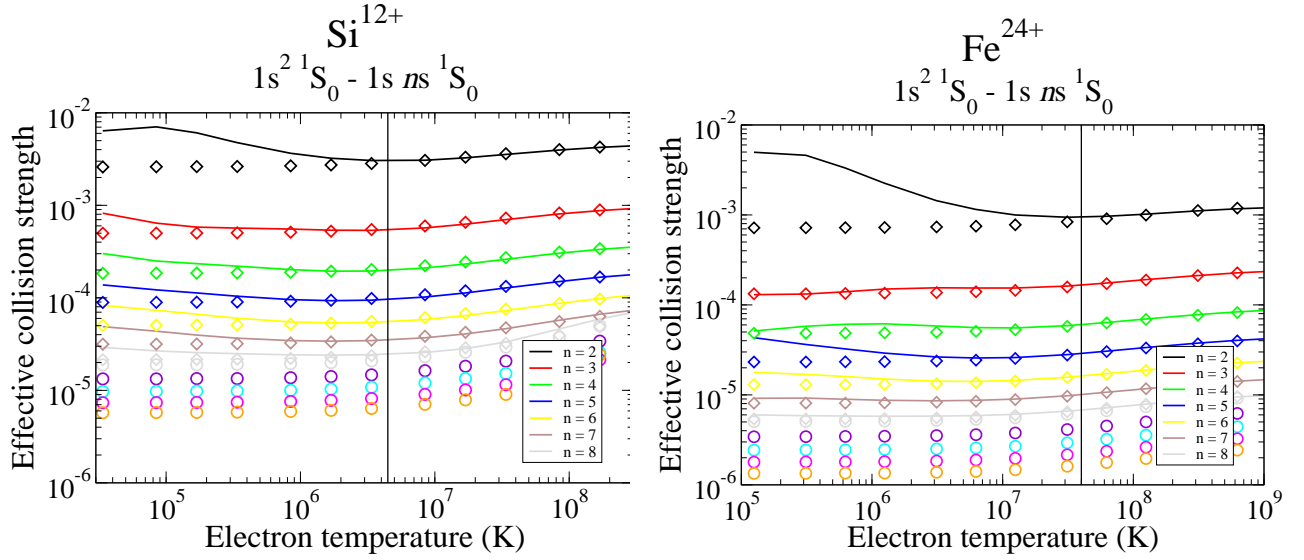 Si¹²⁺
1s² ¹S₀ - 1s ns ¹S₀
Effective collision strength
10⁻²
10⁻³
10⁻⁴
10⁻⁵
10⁻⁶
n = 2
n = 3
n = 4
n = 5
n = 6
n = 7
n = 8
10⁵
10⁶
10⁷
10⁸
Electron temperature (K)
Fe²⁴⁺
1s² ¹S₀ - 1s ns ¹S₀
Effective collision strength
10⁻²
10⁻³
10⁻⁴
10⁻⁵
10⁻⁶
n = 2
n = 3
n = 4
n = 5
n = 6
n = 7
n = 8
10⁵
10⁶
10⁷
10⁸
10⁹
Electron temperature (K)